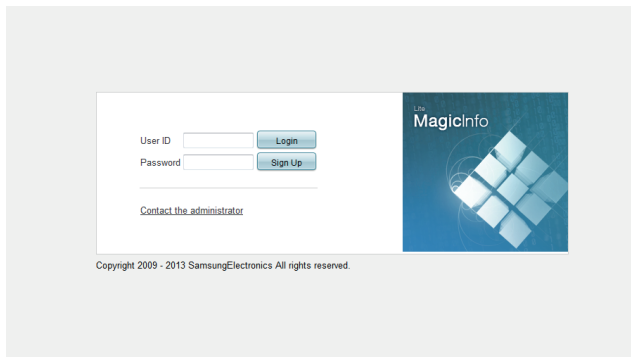 User ID
Login
Password
Sign Up
Contact the administrator
Lite
MagicInfo
Copyright 2009 - 2013 SamsungElectronics All rights reserved.